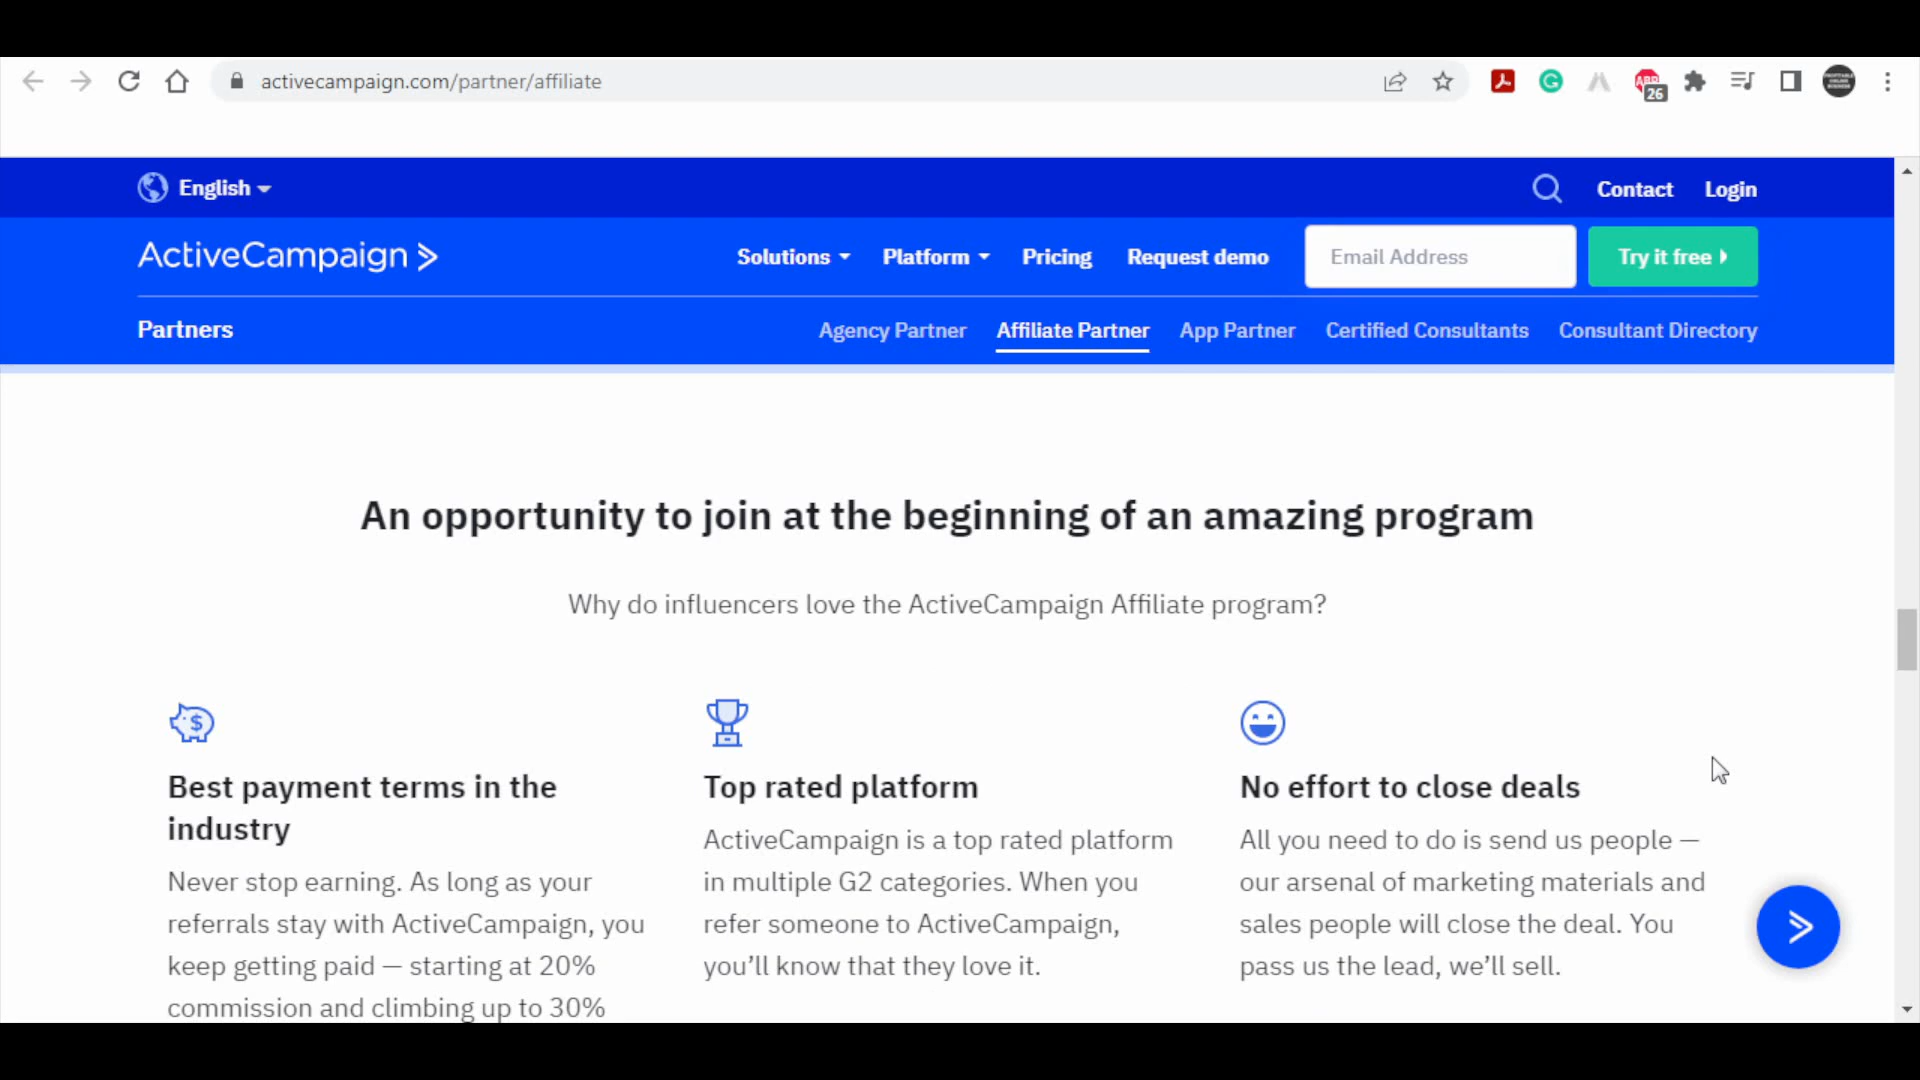 activecampaign.com/partner/affiliate
26
English
Contact
Login
ActiveCampaign
Solutions
Platform
Pricing
Request demo
Email Address
Try it free
Partners
Agency Partner
Affiliate Partner
App Partner
Certified Consultants
Consultant Directory
An opportunity to join at the beginning of an amazing program
Why do influencers love the ActiveCampaign Affiliate program?
Best payment terms in the
industry
Never stop earning. As long as your
referrals stay with ActiveCampaign, you
keep getting paid — starting at 20%
commission and climbing up to 30%
Top rated platform
ActiveCampaign is a top rated platform
in multiple G2 categories. When you
refer someone to ActiveCampaign,
you’ll know that they love it.
No effort to close deals
All you need to do is send us people —
our arsenal of marketing materials and
sales people will close the deal. You
pass us the lead, we’ll sell.